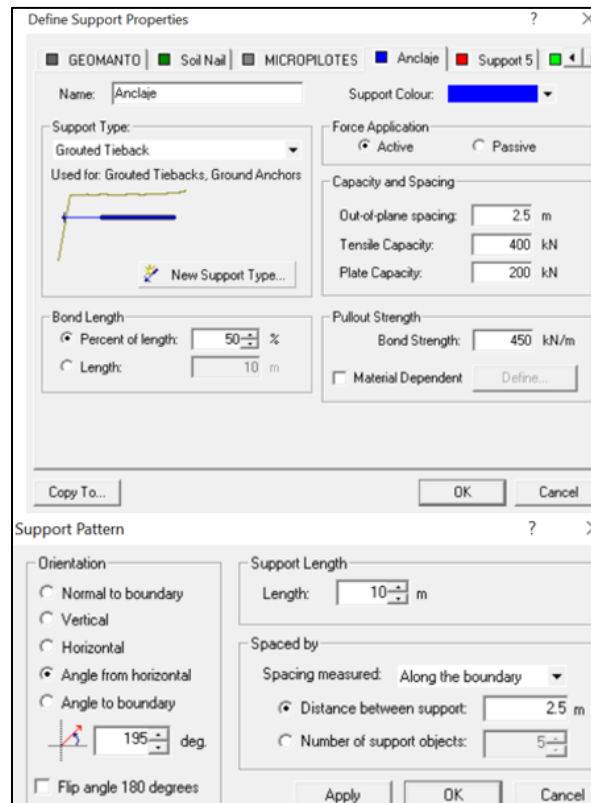 Define Support Properties ?
GEOMANTO Soil Nail MICROPILOTES Anclaje Support 5
Name: Anclaje Support Colour:
Support Type: Force Application
Grouted Tieback Active Passive
Used for: Grouted Tiebacks, Ground Anchors
Capacity and Spacing
Out-of-plane spacing: 2.5 m
Tensile Capacity: 400 kN
Plate Capacity: 200 kN
New Support Type...
Bond Length Pullout Strength
Percent of length: 50 % Bond Strength: 450 kN/m
Length: 10 m Material Dependent Define...
Copy To... OK Cancel
Support Pattern ?
Orientation Support Length
Normal to boundary Length: 10 m
Vertical
Horizontal Spaced by
Angle from horizontal Spacing measured: Along the boundary
Angle to boundary Distance between support: 2.5 m
195 deg. Number of support objects: 5
Flip angle 180 degrees Apply OK Cancel